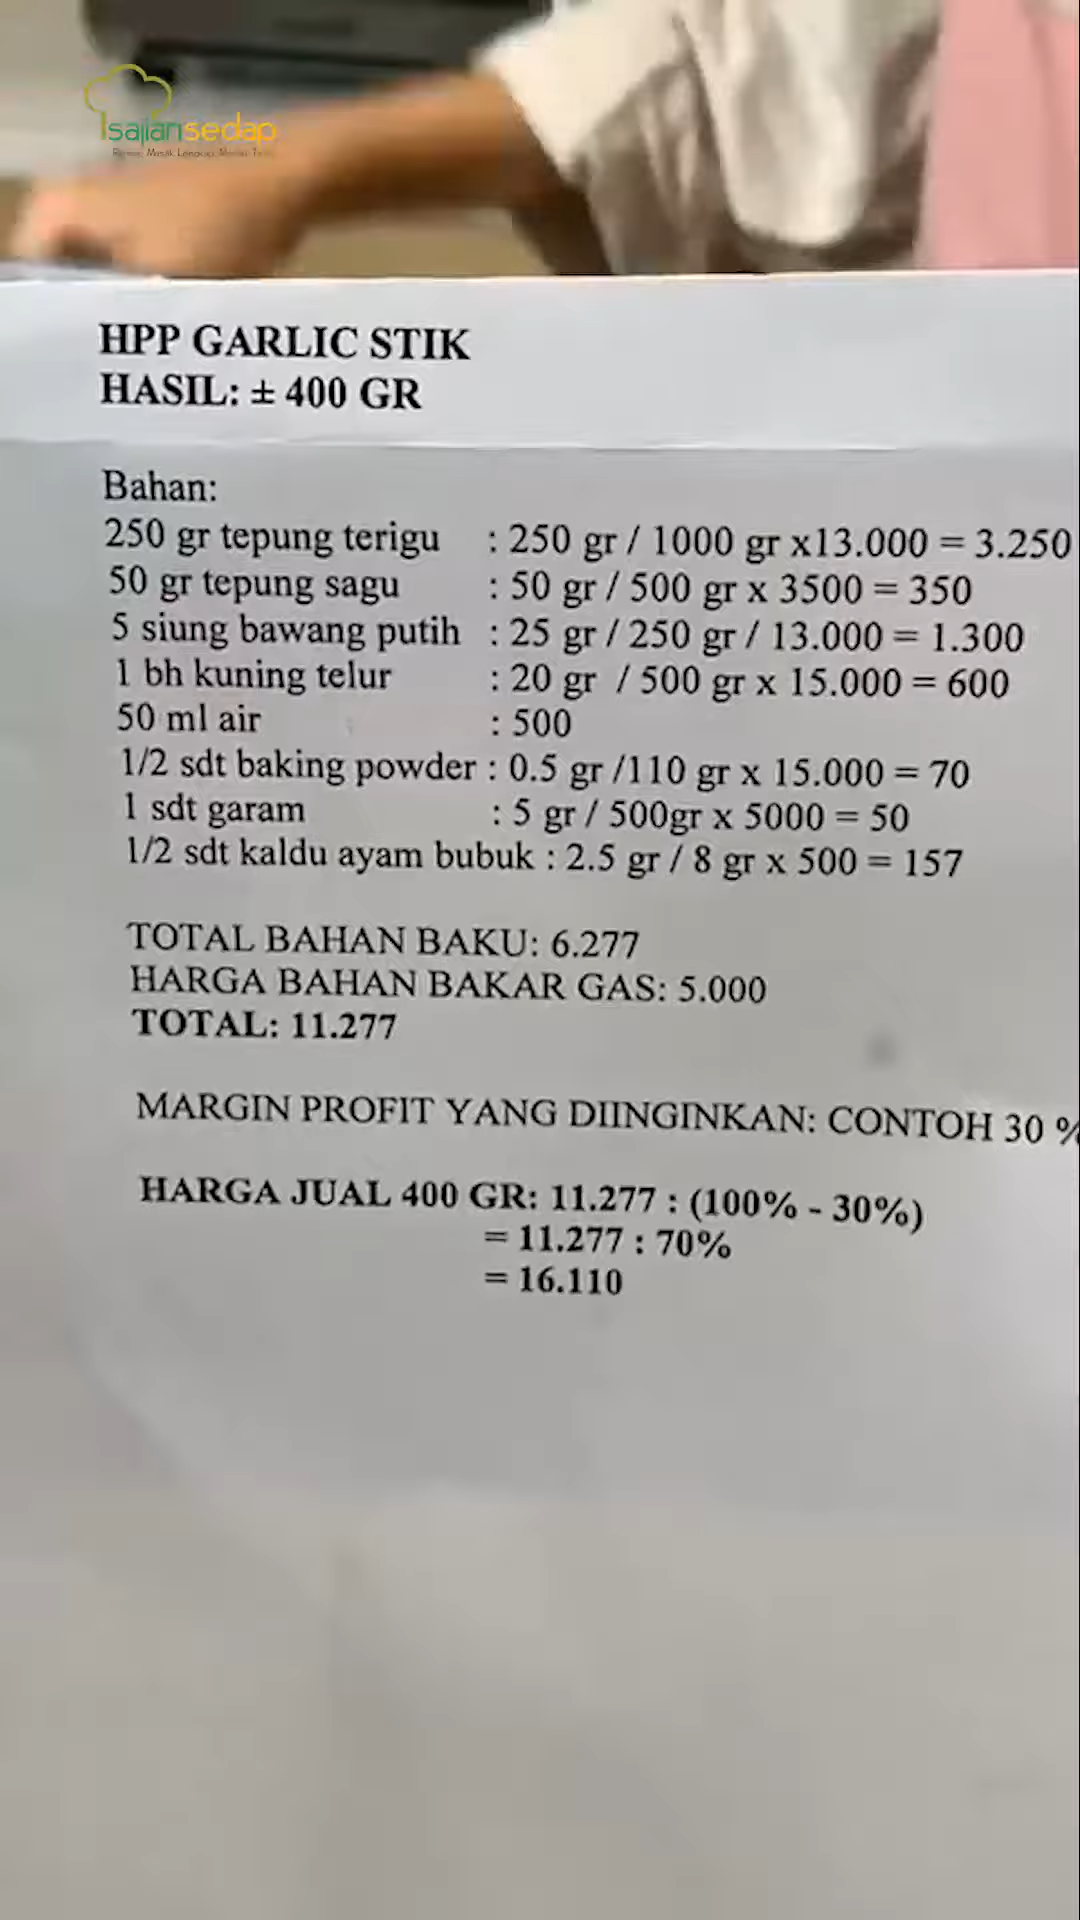 sajiansedap
HPP GARLIC STIK
HASIL: ± 400 GR
Bahan:
250 gr tepung terigu : 250 gr / 1000 gr x13.000 = 3.250
50 gr tepung sagu : 50 gr / 500 gr x 3500 = 350
5 siung bawang putih : 25 gr / 250 gr / 13.000 = 1.300
1 bh kuning telur : 20 gr / 500 gr x 15.000 = 600
50 ml air : 500
1/2 sdt baking powder : 0.5 gr /110 gr x 15.000 = 70
1 sdt garam : 5 gr / 500gr x 5000 = 50
1/2 sdt kaldu ayam bubuk : 2.5 gr / 8 gr x 500 = 157
TOTAL BAHAN BAKU: 6.277
HARGA BAHAN BAKAR GAS: 5.000
TOTAL: 11.277
MARGIN PROFIT YANG DIINGINKAN: CONTOH 30 %
HARGA JUAL 400 GR: 11.277 : (100% - 30%)
= 11.277 : 70%
= 16.110